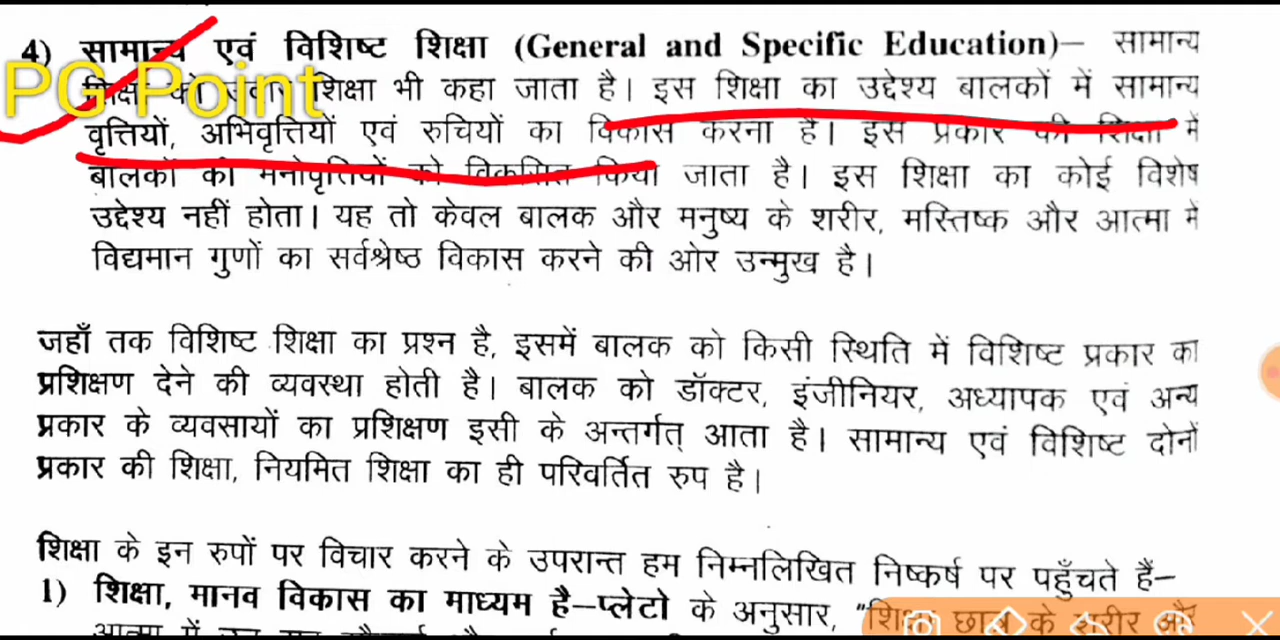 4) सामान्य एवं विशिष्ट शिक्षा (General and Specific Education)– सामान्य
PG Point
शिक्षा को उदार शिक्षा भी कहा जाता है। इस शिक्षा का उद्देश्य बालकों में सामान्य
वृत्तियों, अभिवृत्तियों एवं रुचियों का विकास करना है। इस प्रकार की शिक्षा में
बालकों की मनोवृत्तियों को विकसित किया जाता है। इस शिक्षा का कोई विशेष
उद्देश्य नहीं होता। यह तो केवल बालक और मनुष्य के शरीर, मस्तिष्क और आत्मा में
विद्यमान गुणों का सर्वश्रेष्ठ विकास करने की ओर उन्मुख है।
जहाँ तक विशिष्ट शिक्षा का प्रश्न है, इसमें बालक को किसी स्थिति में विशिष्ट प्रकार का
प्रशिक्षण देने की व्यवस्था होती है। बालक को डॉक्टर, इंजीनियर, अध्यापक एवं अन्य
प्रकार के व्यवसायों का प्रशिक्षण इसी के अन्तर्गत् आता है। सामान्य एवं विशिष्ट दोनों
प्रकार की शिक्षा, नियमित शिक्षा का ही परिवर्तित रुप है।
शिक्षा के इन रुपों पर विचार करने के उपरान्त हम निम्नलिखित निष्कर्ष पर पहुँचते हैं–
1) शिक्षा, मानव विकास का माध्यम है–प्लेटो के अनुसार, "शिक्षा छात्र के शरीर और
आत्मा में